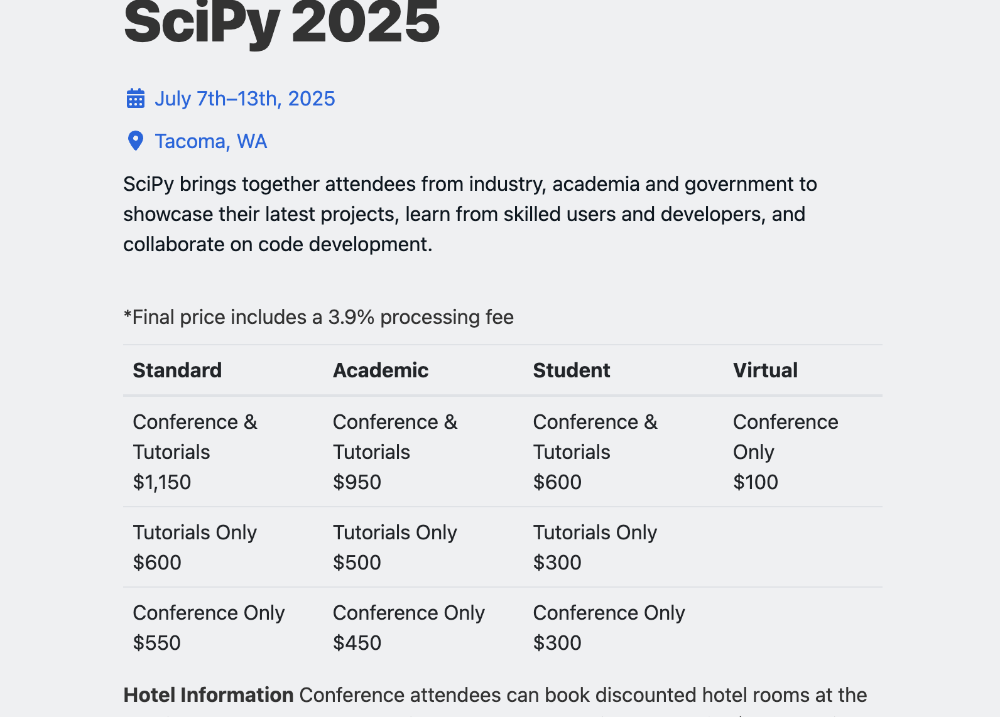 SciPy 2025
July 7th–13th, 2025
Tacoma, WA
SciPy brings together attendees from industry, academia and government to
showcase their latest projects, learn from skilled users and developers, and
collaborate on code development.
*Final price includes a 3.9% processing fee
Standard Academic Student Virtual
Conference & Tutorials $1,150
Conference & Tutorials $950
Conference & Tutorials $600
Conference Only $100
Tutorials Only $600
Tutorials Only $500
Tutorials Only $300
Conference Only $550
Conference Only $450
Conference Only $300
Hotel Information Conference attendees can book discounted hotel rooms at the